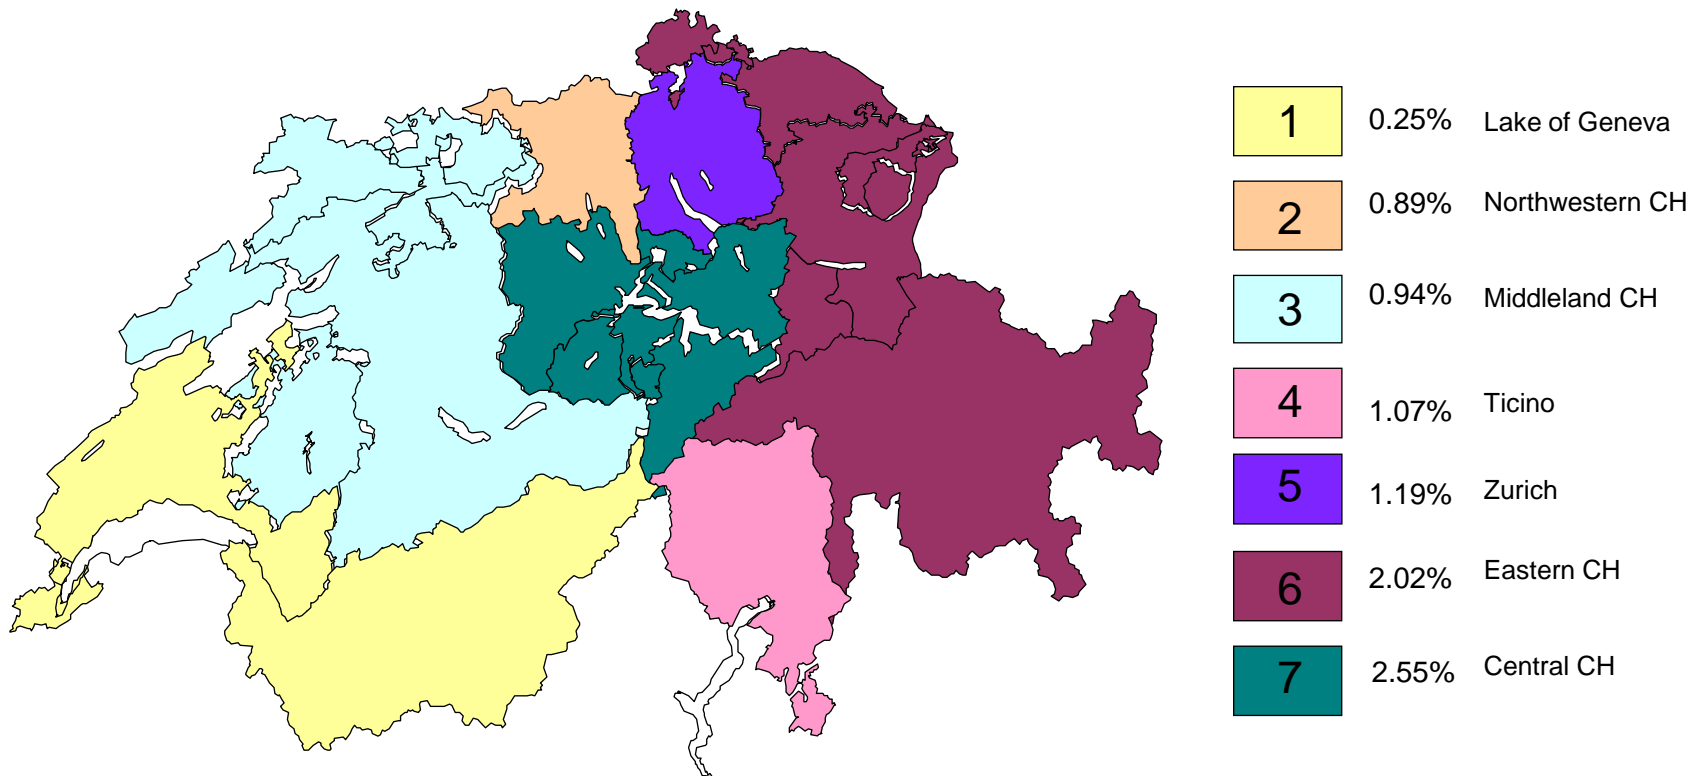 1 0.25% Lake of Geneva
2 0.89% Northwestern CH
3 0.94% Middleland CH
4 1.07% Ticino
5 1.19% Zurich
6 2.02% Eastern CH
7 2.55% Central CH